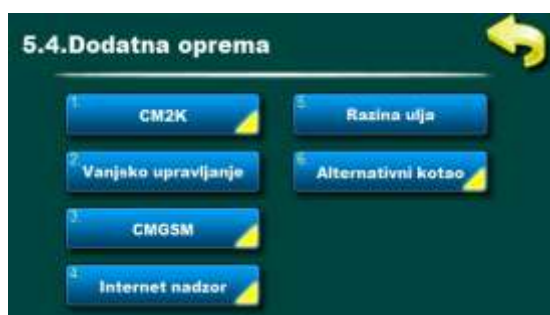 5.4.Dodatna oprema
1. CM2K
2. Vanjsko upravljanje
3. CMGSM
4. Internet nadzor
5. Razina ulja
6. Alternativni kotao